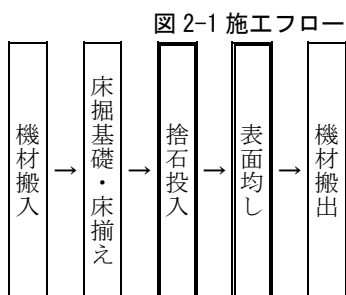 図 2-1 施工フロー
機材搬入
→
床掘基礎・床揃え
→
捨石投入
→
表面均し
→
機材搬出